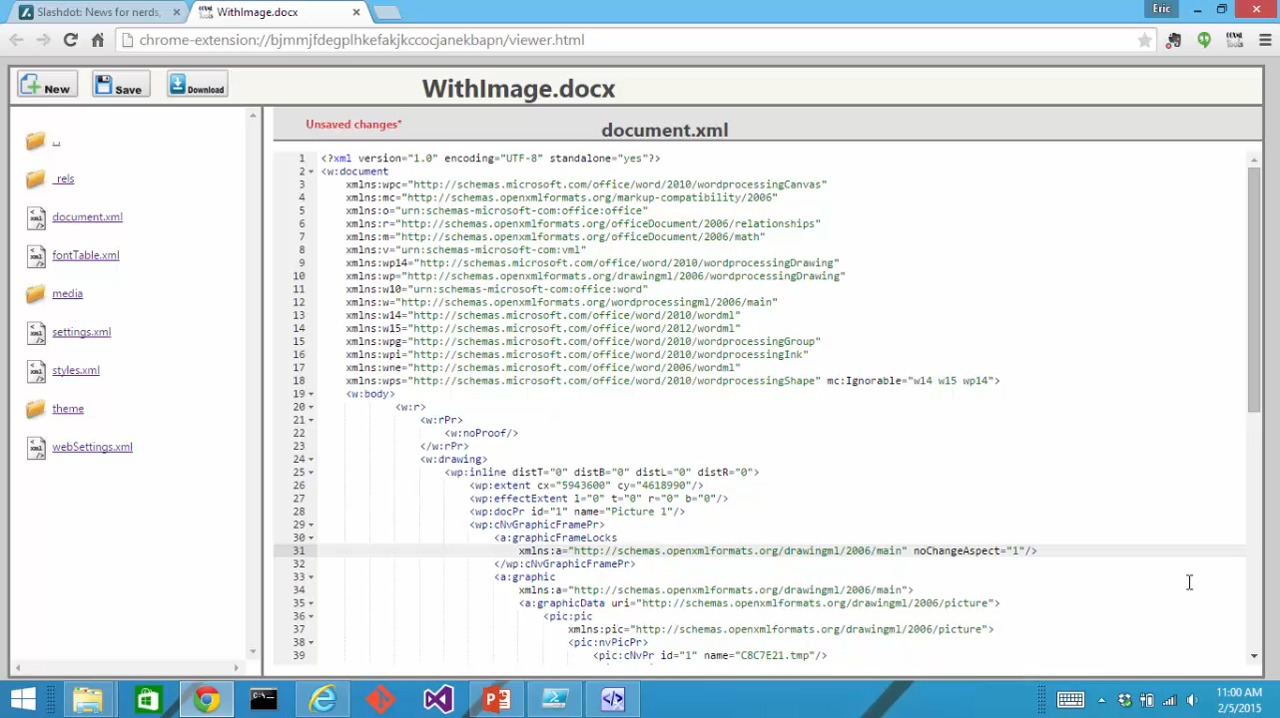 Slashdot: News for nerds,
WithImage.docx
Eric
chrome-extension://bjmmjfdegplhkefakjkccocjanekbapn/viewer.html
New
Save
Download
WithImage.docx
..
_rels
document.xml
fontTable.xml
media
settings.xml
styles.xml
theme
webSettings.xml
Unsaved changes*
document.xml
1 <?xml version="1.0" encoding="UTF-8" standalone="yes"?>
2 <w:document
3 xmlns:wpc="http://schemas.microsoft.com/office/word/2010/wordprocessingCanvas"
4 xmlns:mc="http://schemas.openxmlformats.org/markup-compatibility/2006"
5 xmlns:o="urn:schemas-microsoft-com:office:office"
6 xmlns:r="http://schemas.openxmlformats.org/officeDocument/2006/relationships"
7 xmlns:m="http://schemas.openxmlformats.org/officeDocument/2006/math"
8 xmlns:v="urn:schemas-microsoft-com:vml"
9 xmlns:wp14="http://schemas.microsoft.com/office/word/2010/wordprocessingDrawing"
10 xmlns:wp="http://schemas.openxmlformats.org/drawingml/2006/wordprocessingDrawing"
11 xmlns:w10="urn:schemas-microsoft-com:office:word"
12 xmlns:w="http://schemas.openxmlformats.org/wordprocessingml/2006/main"
13 xmlns:w14="http://schemas.microsoft.com/office/word/2010/wordml"
14 xmlns:w15="http://schemas.microsoft.com/office/word/2012/wordml"
15 xmlns:wpg="http://schemas.microsoft.com/office/word/2010/wordprocessingGroup"
16 xmlns:wpi="http://schemas.microsoft.com/office/word/2010/wordprocessingInk"
17 xmlns:wne="http://schemas.microsoft.com/office/word/2006/wordml"
18 xmlns:wps="http://schemas.microsoft.com/office/word/2010/wordprocessingShape" mc:Ignorable="w14 w15 wp14">
19 <w:body>
20 <w:r>
21 <w:rPr>
22 <w:noProof/>
23 </w:rPr>
24 <w:drawing>
25 <wp:inline distT="0" distB="0" distL="0" distR="0">
26 <wp:extent cx="5943600" cy="4618990"/>
27 <wp:effectExtent l="0" t="0" r="0" b="0"/>
28 <wp:docPr id="1" name="Picture 1"/>
29 <wp:cNvGraphicFramePr>
30 <a:graphicFrameLocks
31 xmlns:a="http://schemas.openxmlformats.org/drawingml/2006/main" noChangeAspect="1"/>
32 </wp:cNvGraphicFramePr>
33 <a:graphic
34 xmlns:a="http://schemas.openxmlformats.org/drawingml/2006/main">
35 <a:graphicData uri="http://schemas.openxmlformats.org/drawingml/2006/picture">
36 <pic:pic
37 xmlns:pic="http://schemas.openxmlformats.org/drawingml/2006/picture">
38 <pic:nvPicPr>
39 <pic:cNvPr id="1" name="C8C7E21.tmp"/>
11:00 AM
2/5/2015